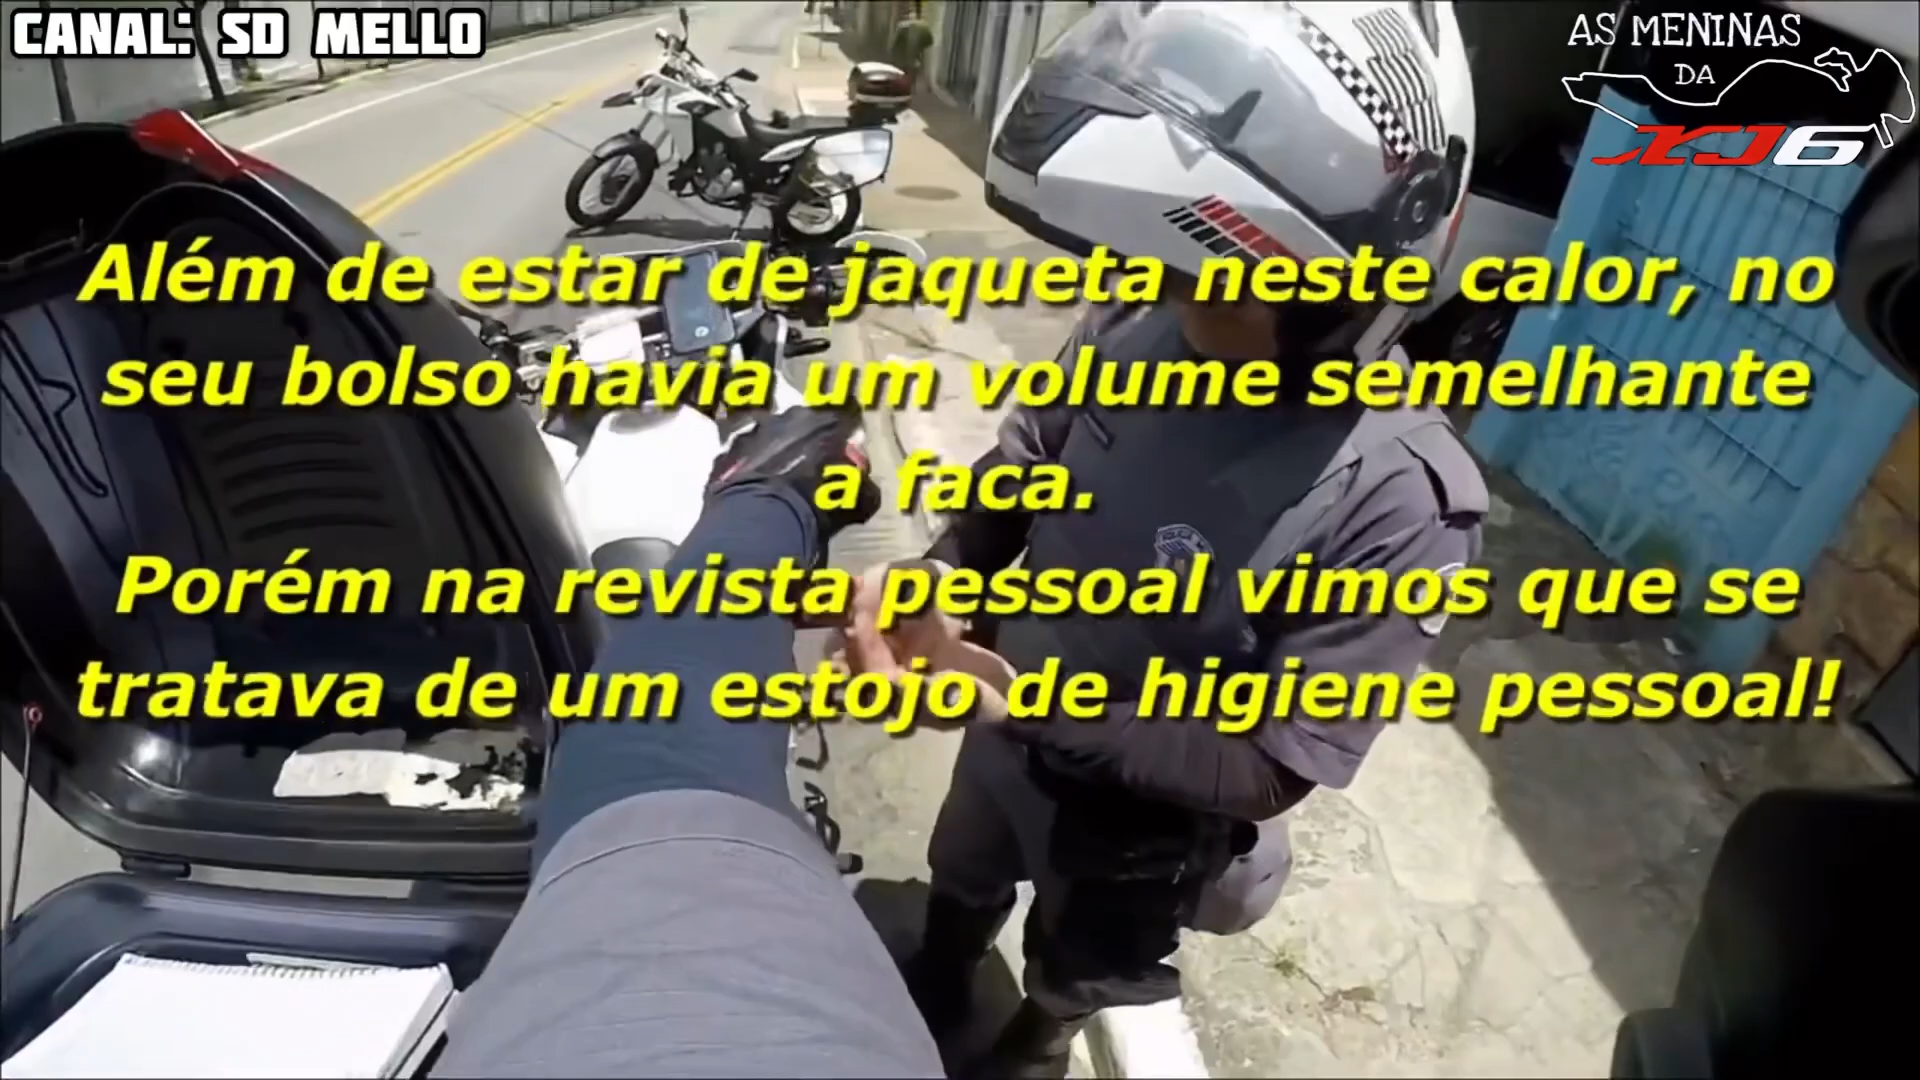 CANAL: SD MELLO
AS MENINAS
DA
XJ6
Além de estar de jaqueta neste calor, no
seu bolso havia um volume semelhante
a faca.
Porém na revista pessoal vimos que se
tratava de um estojo de higiene pessoal!